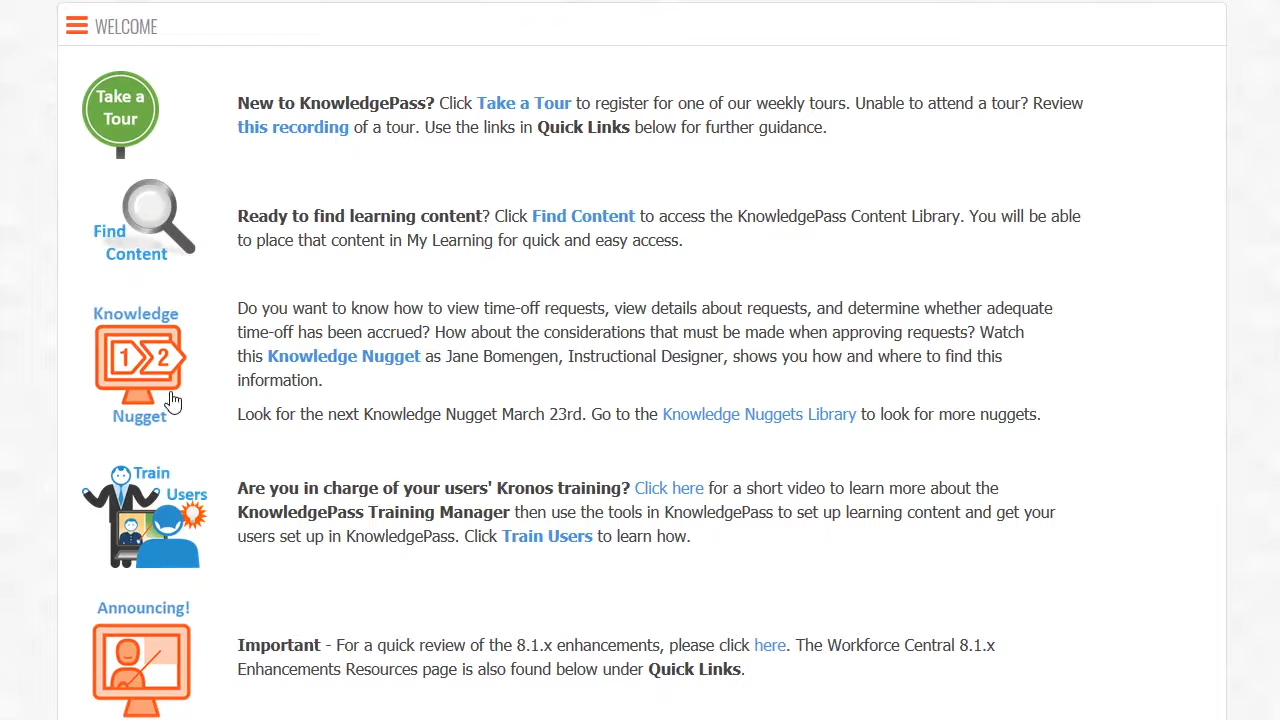 WELCOME
Take a
Tour
New to KnowledgePass? Click Take a Tour to register for one of our weekly tours. Unable to attend a tour? Review
this recording of a tour. Use the links in Quick Links below for further guidance.
Find
Content
Ready to find learning content? Click Find Content to access the KnowledgePass Content Library. You will be able
to place that content in My Learning for quick and easy access.
Knowledge
1 2
Nugget
Do you want to know how to view time-off requests, view details about requests, and determine whether adequate
time-off has been accrued? How about the considerations that must be made when approving requests? Watch
this Knowledge Nugget as Jane Bomengen, Instructional Designer, shows you how and where to find this
information.
Look for the next Knowledge Nugget March 23rd. Go to the Knowledge Nuggets Library to look for more nuggets.
Train
Users
Are you in charge of your users' Kronos training? Click here for a short video to learn more about the
KnowledgePass Training Manager then use the tools in KnowledgePass to set up learning content and get your
users set up in KnowledgePass. Click Train Users to learn how.
Announcing!
Important - For a quick review of the 8.1.x enhancements, please click here. The Workforce Central 8.1.x
Enhancements Resources page is also found below under Quick Links.